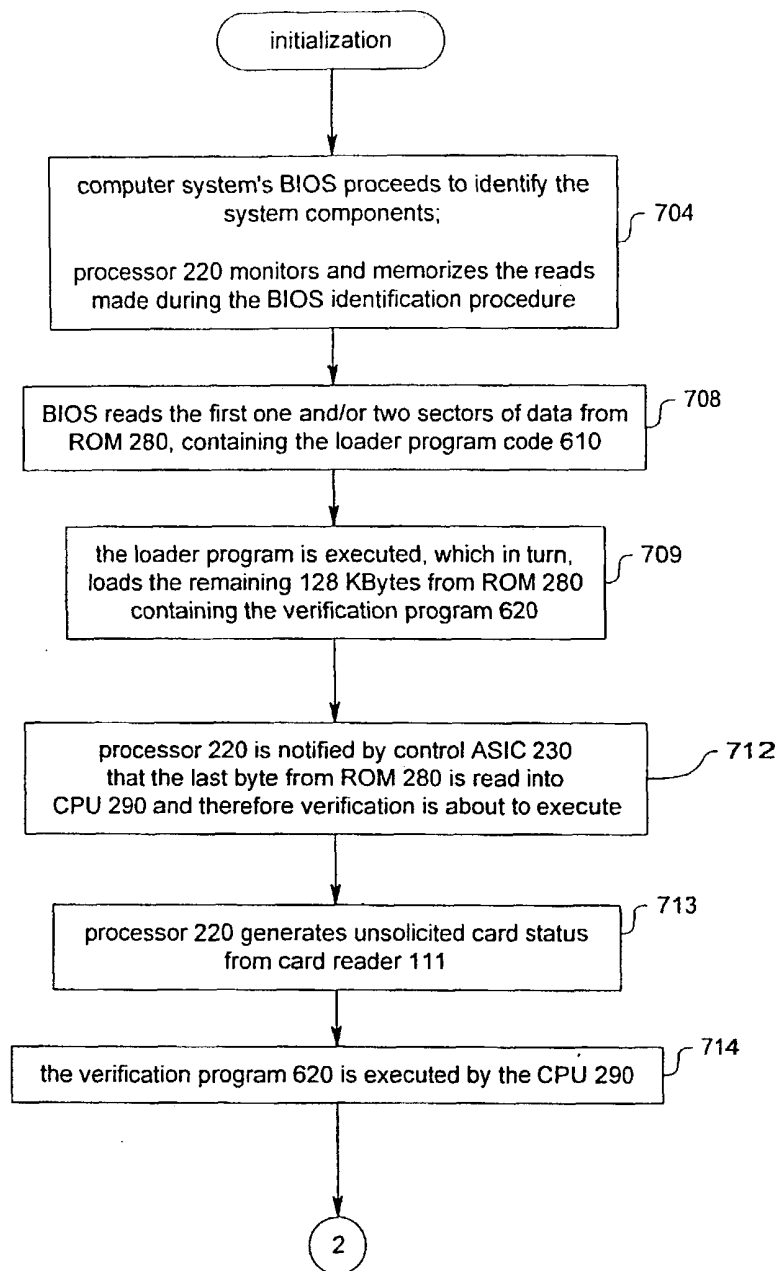 initialization
computer system's BIOS proceeds to identify the
system components;
704
processor 220 monitors and memorizes the reads
made during the BIOS identification procedure
708
BIOS reads the first one and/or two sectors of data from
ROM 280, containing the loader program code 610
709
the loader program is executed, which in turn,
loads the remaining 128 KBytes from ROM 280
containing the verification program 620
processor 220 is notified by control ASIC 230
712
that the last byte from ROM 280 is read into
CPU 290 and therefore verification is about to execute
713
processor 220 generates unsolicited card status
from card reader 111
714
the verification program 620 is executed by the CPU 290
2